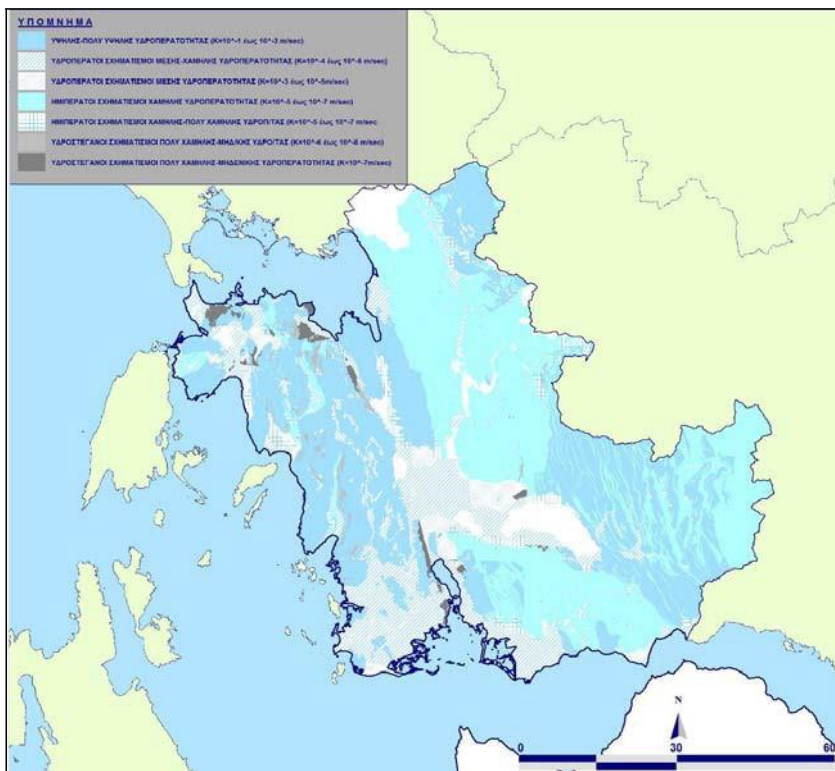 ΥΠΟΜΝΗΜΑ
ΥΨΗΛΗΣ-ΠΟΛΥ ΥΨΗΛΗΣ ΥΔΡΟΠΕΡΑΤΟΤΗΤΑΣ (K=10^-1 έως 10^-3 m/sec)
ΥΔΡΟΠΕΡΑΤΟΙ ΣΧΗΜΑΤΙΣΜΟΙ ΜΕΣΗΣ-ΧΑΜΗΛΗΣ ΥΔΡΟΠΕΡΑΤΟΤΗΤΑΣ (K=10^-4 έως 10^-6 m/sec)
ΥΔΡΟΠΕΡΑΤΟΙ ΣΧΗΜΑΤΙΣΜΟΙ ΜΕΣΗΣ ΥΔΡΟΠΕΡΑΤΟΤΗΤΑΣ (K=10^-3 έως 10^-5m/sec)
ΗΜΙΠΕΡΑΤΟΙ ΣΧΗΜΑΤΙΣΜΟΙ ΧΑΜΗΛΗΣ ΥΔΡΟΠΕΡΑΤΟΤΗΤΑΣ (K=10^-5 έως 10^-7 m/sec)
ΗΜΙΠΕΡΑΤΟΙ ΣΧΗΜΑΤΙΣΜΟΙ ΧΑΜΗΛΗΣ-ΠΟΛΥ ΧΑΜΗΛΗΣ ΥΔΡΟΠ/ΤΑΣ (K=10^-5 έως 10^-7 m/sec
ΥΔΡΟΣΤΕΓΑΝΟΙ ΣΧΗΜΑΤΙΣΜΟΙ ΠΟΛΥ ΧΑΜΗΛΗΣ-ΜΗΔ/ΚΗΣ ΥΔΡΟ/ΤΑΣ (K=10^-6 έως 10^-8 m/sec)
ΥΔΡΟΣΤΕΓΑΝΟΙ ΣΧΗΜΑΤΙΣΜΟΙ ΠΟΛΥ ΧΑΜΗΛΗΣ-ΜΗΔΕΝΙΚΗΣ ΥΔΡΟΠΕΡΑΤΟΤΗΤΑΣ (K=10^-7m/sec)
N
0 30 60